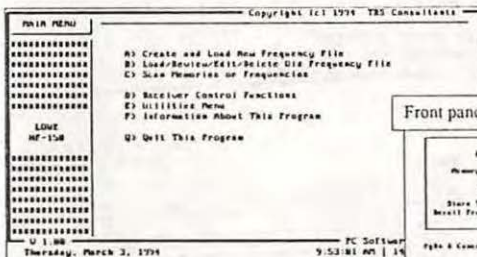 Copyright (c) 1994 TBS Consultants
MAIN MENU
A) Create and Load New Frequency File
B) Load/Review/Edit/Delete Old Frequency File
C) Scan Memories or Frequencies
D) Receiver Control Functions
E) Utilities Menu
F) Information About This Program
Q) Quit This Program
LOWE
HF-150
Front pane
Memory
Store
V 1.00
PC Softwar
Thursday, March 3, 1994
9:53:01 AM